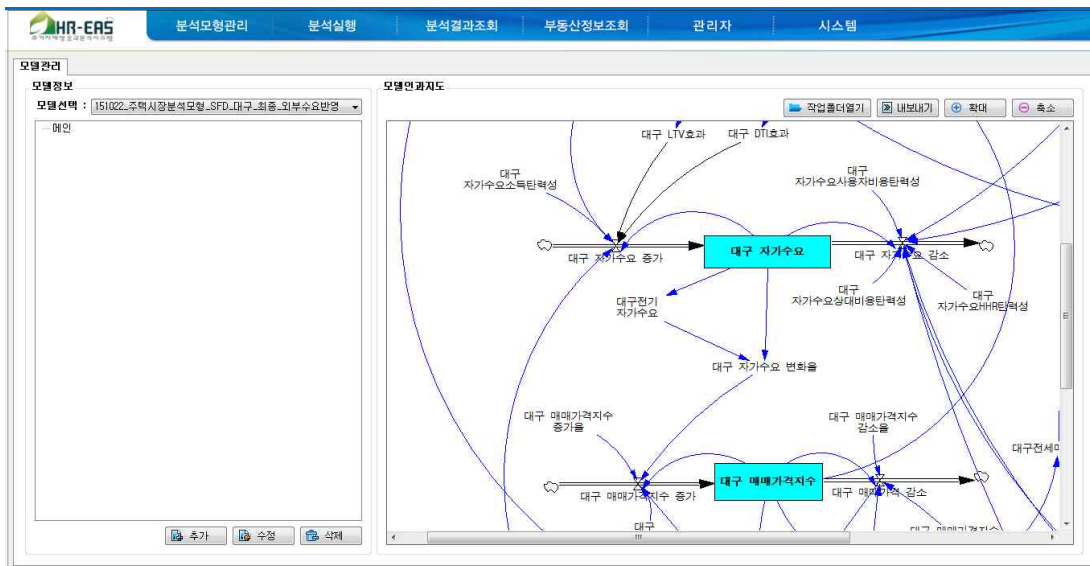 HR-EAS
분석모형관리
분석실행
분석결과조회
부동산정보조회
관리자
시스템
모델관리
모델정보
모델선택 : 151022_주택시장분석모형_SFD_대구_최종_외부수요반영
메인
추가
수정
삭제
모델인과지도
작업폴더열기
내보내기
확대
축소
대구 LTV효과
대구 DTI효과
대구
자가수요소득탄력성
대구
자가수요사용자비용탄력성
대구 자가수요 증가
대구 자가수요
대구 자가수요 감소
대구
자가수요상대비용탄력성
대구
자가수요HHR탄력성
대구전기
자가수요
대구 자가수요 변화율
대구 매매가격지수
증가율
대구 매매가격지수
감소율
대구전세
대구 매매가격지수 증가
대구 매매가격지수
대구 매매가격 감소
대구